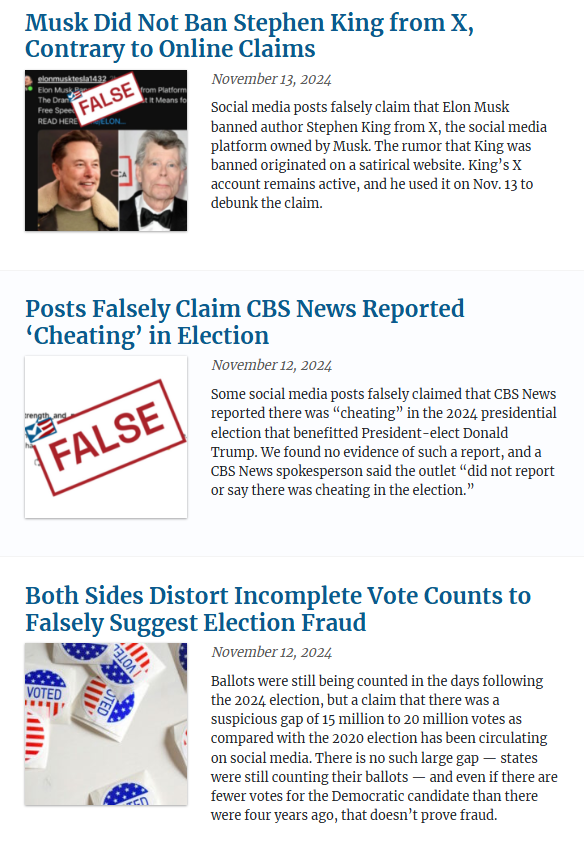 Musk Did Not Ban Stephen King from X,
Contrary to Online Claims
elonmusktesla1432
Elon Musk Ban from Platform
The Dram t It Means fo
Free Spee
READ HERE ELON...
FALSE
CA
November 13, 2024
Social media posts falsely claim that Elon Musk
banned author Stephen King from X, the social media
platform owned by Musk. The rumor that King was
banned originated on a satirical website. King’s X
account remains active, and he used it on Nov. 13 to
debunk the claim.
Posts Falsely Claim CBS News Reported
‘Cheating’ in Election
rength, and
FALSE
November 12, 2024
Some social media posts falsely claimed that CBS News
reported there was “cheating” in the 2024 presidential
election that benefitted President-elect Donald
Trump. We found no evidence of such a report, and a
CBS News spokesperson said the outlet “did not report
or say there was cheating in the election.”
Both Sides Distort Incomplete Vote Counts to
Falsely Suggest Election Fraud
VOTED
VOTE
VOTED
VOTED
November 12, 2024
Ballots were still being counted in the days following
the 2024 election, but a claim that there was a
suspicious gap of 15 million to 20 million votes as
compared with the 2020 election has been circulating
on social media. There is no such large gap — states
were still counting their ballots — and even if there are
fewer votes for the Democratic candidate than there
were four years ago, that doesn’t prove fraud.